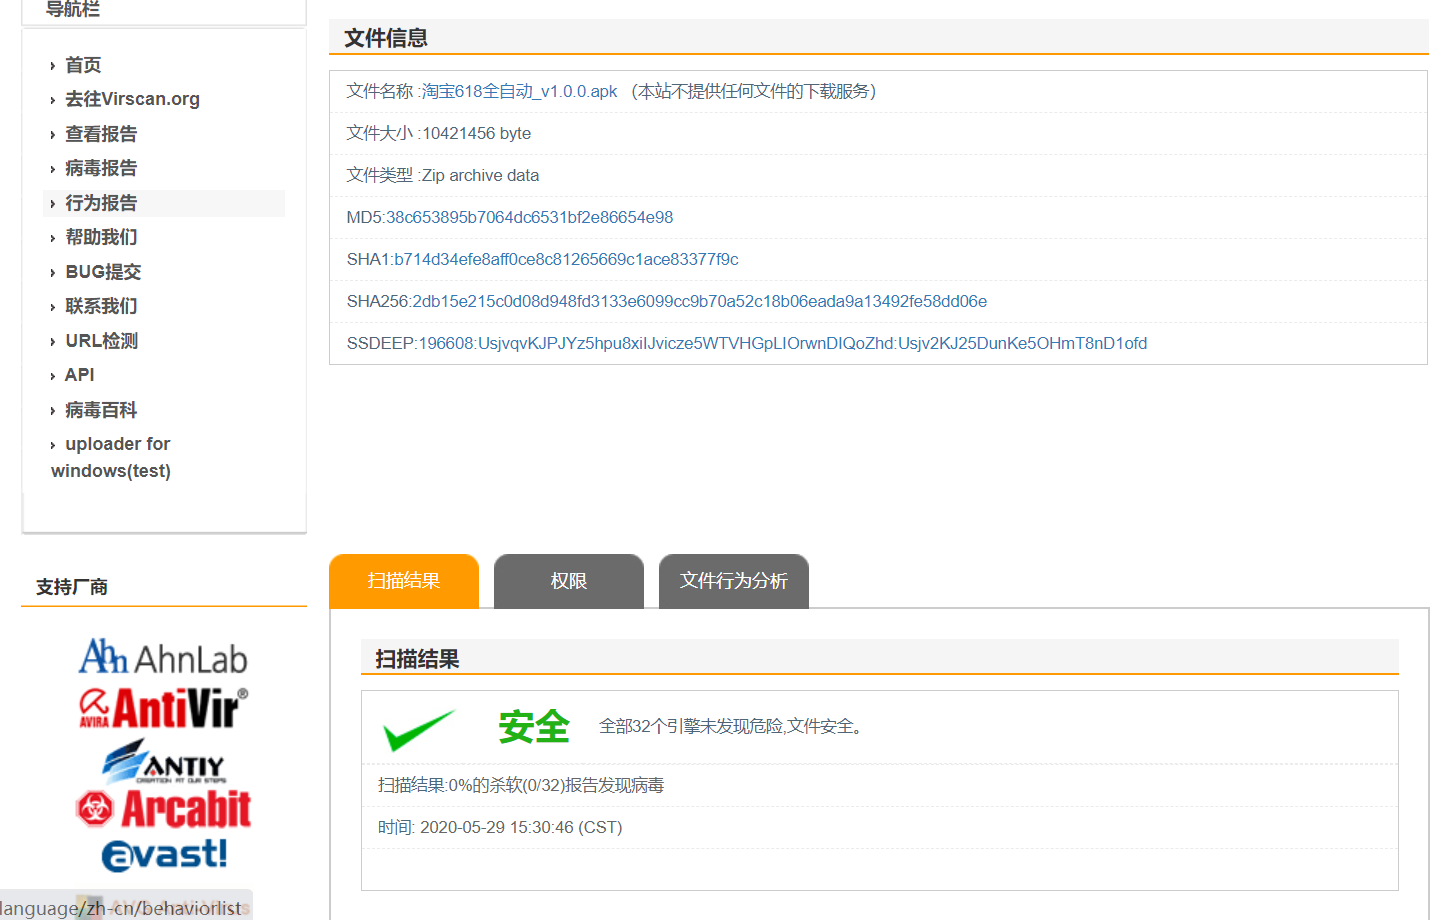 导航栏
首页
去往Virscan.org
查看报告
病毒报告
行为报告
帮助我们
BUG提交
联系我们
URL检测
API
病毒百科
uploader for
windows(test)
支持厂商
Ahn AhnLab
AVIRA AntiVir®
ANTIY
CREATION AT OUR STEPS
Arcabit
avast!
AVG Anti-Virus
language/zh-cn/behaviorlist
文件信息
文件名称 :淘宝618全自动_v1.0.0.apk （本站不提供任何文件的下载服务）
文件大小 :10421456 byte
文件类型 :Zip archive data
MD5:38c653895b7064dc6531bf2e86654e98
SHA1:b714d34efe8aff0ce8c81265669c1ace83377f9c
SHA256:2db15e215c0d08d948fd3133e6099cc9b70a52c18b06eada9a13492fe58dd06e
SSDEEP:196608:UsjvqvKJPJYz5hpu8xiIJvicze5WTVHGpLIOrwnDIQoZhd:Usjv2KJ25DunKe5OHmT8nD1ofd
扫描结果
权限
文件行为分析
扫描结果
安全 全部32个引擎未发现危险,文件安全。
扫描结果:0%的杀软(0/32)报告发现病毒
时间: 2020-05-29 15:30:46 (CST)